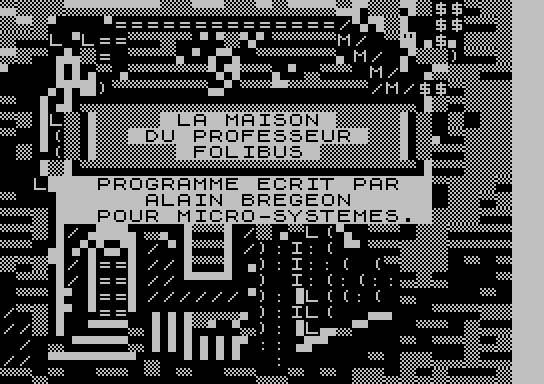 LA MAISON
DU PROFESSEUR
FOLIBUS
PROGRAMME ECRIT PAR
ALAIN BREGEON
POUR MICRO-SYSTEMES.